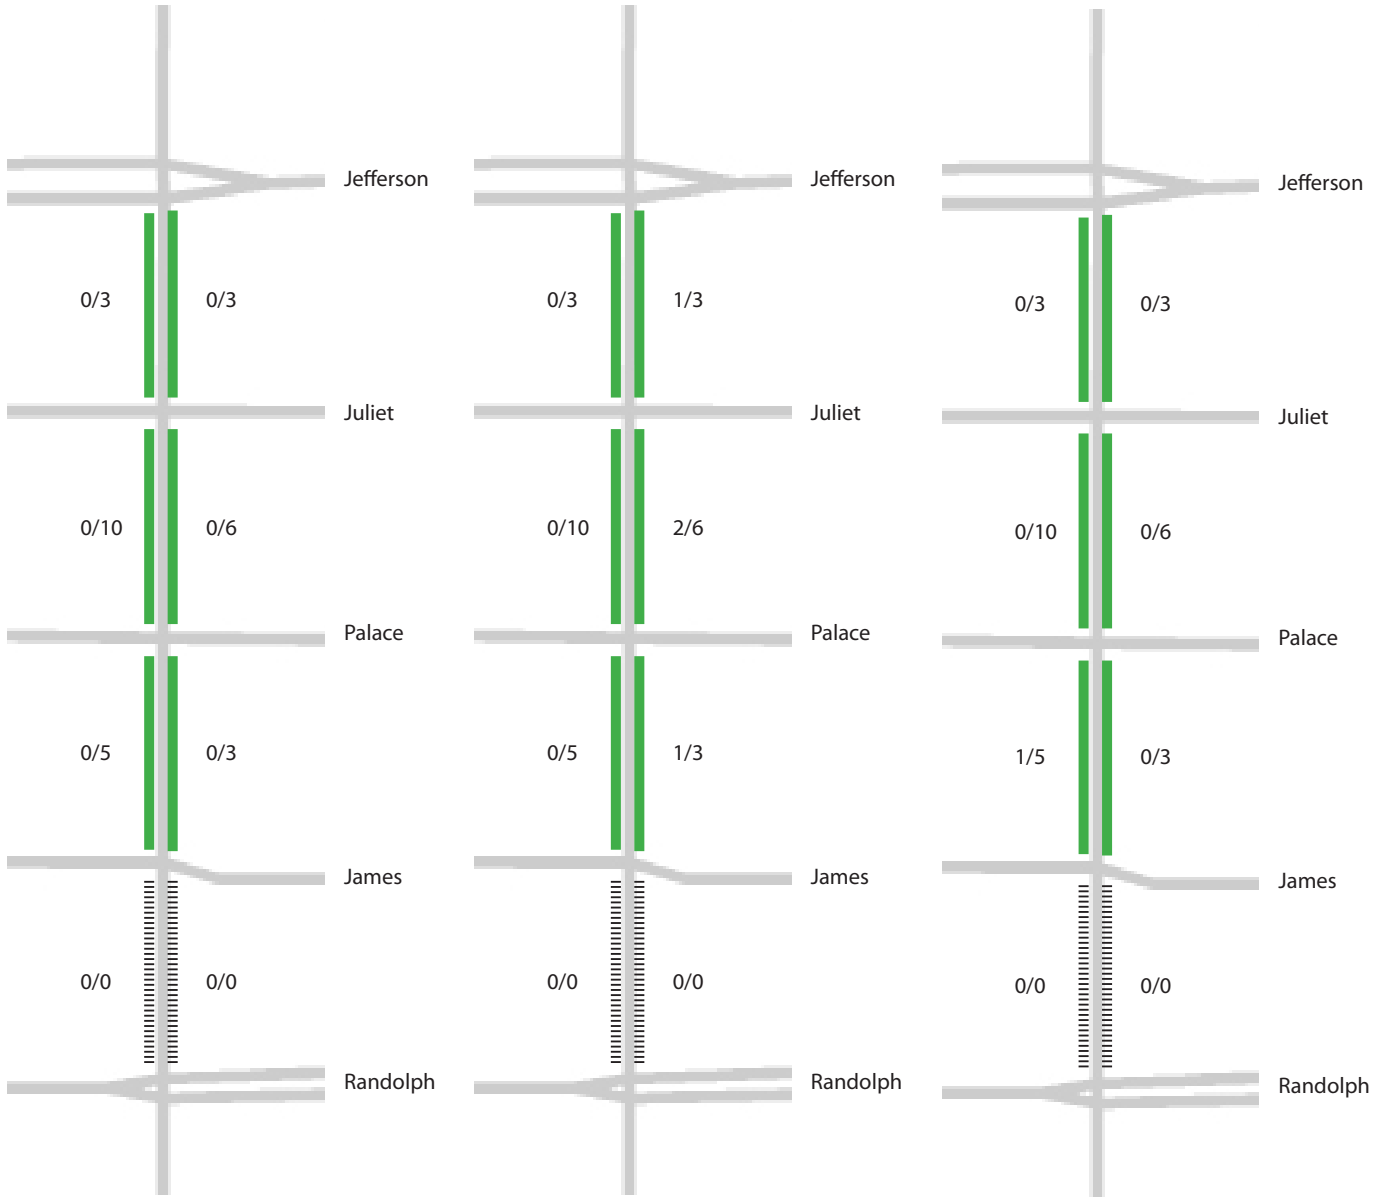 Jefferson
0/3 0/3
Juliet
0/10 0/6
Palace
0/5 0/3
James
0/0 0/0
Randolph
Jefferson
0/3 1/3
Juliet
0/10 2/6
Palace
0/5 1/3
James
0/0 0/0
Randolph
Jefferson
0/3 0/3
Juliet
0/10 0/6
Palace
1/5 0/3
James
0/0 0/0
Randolph